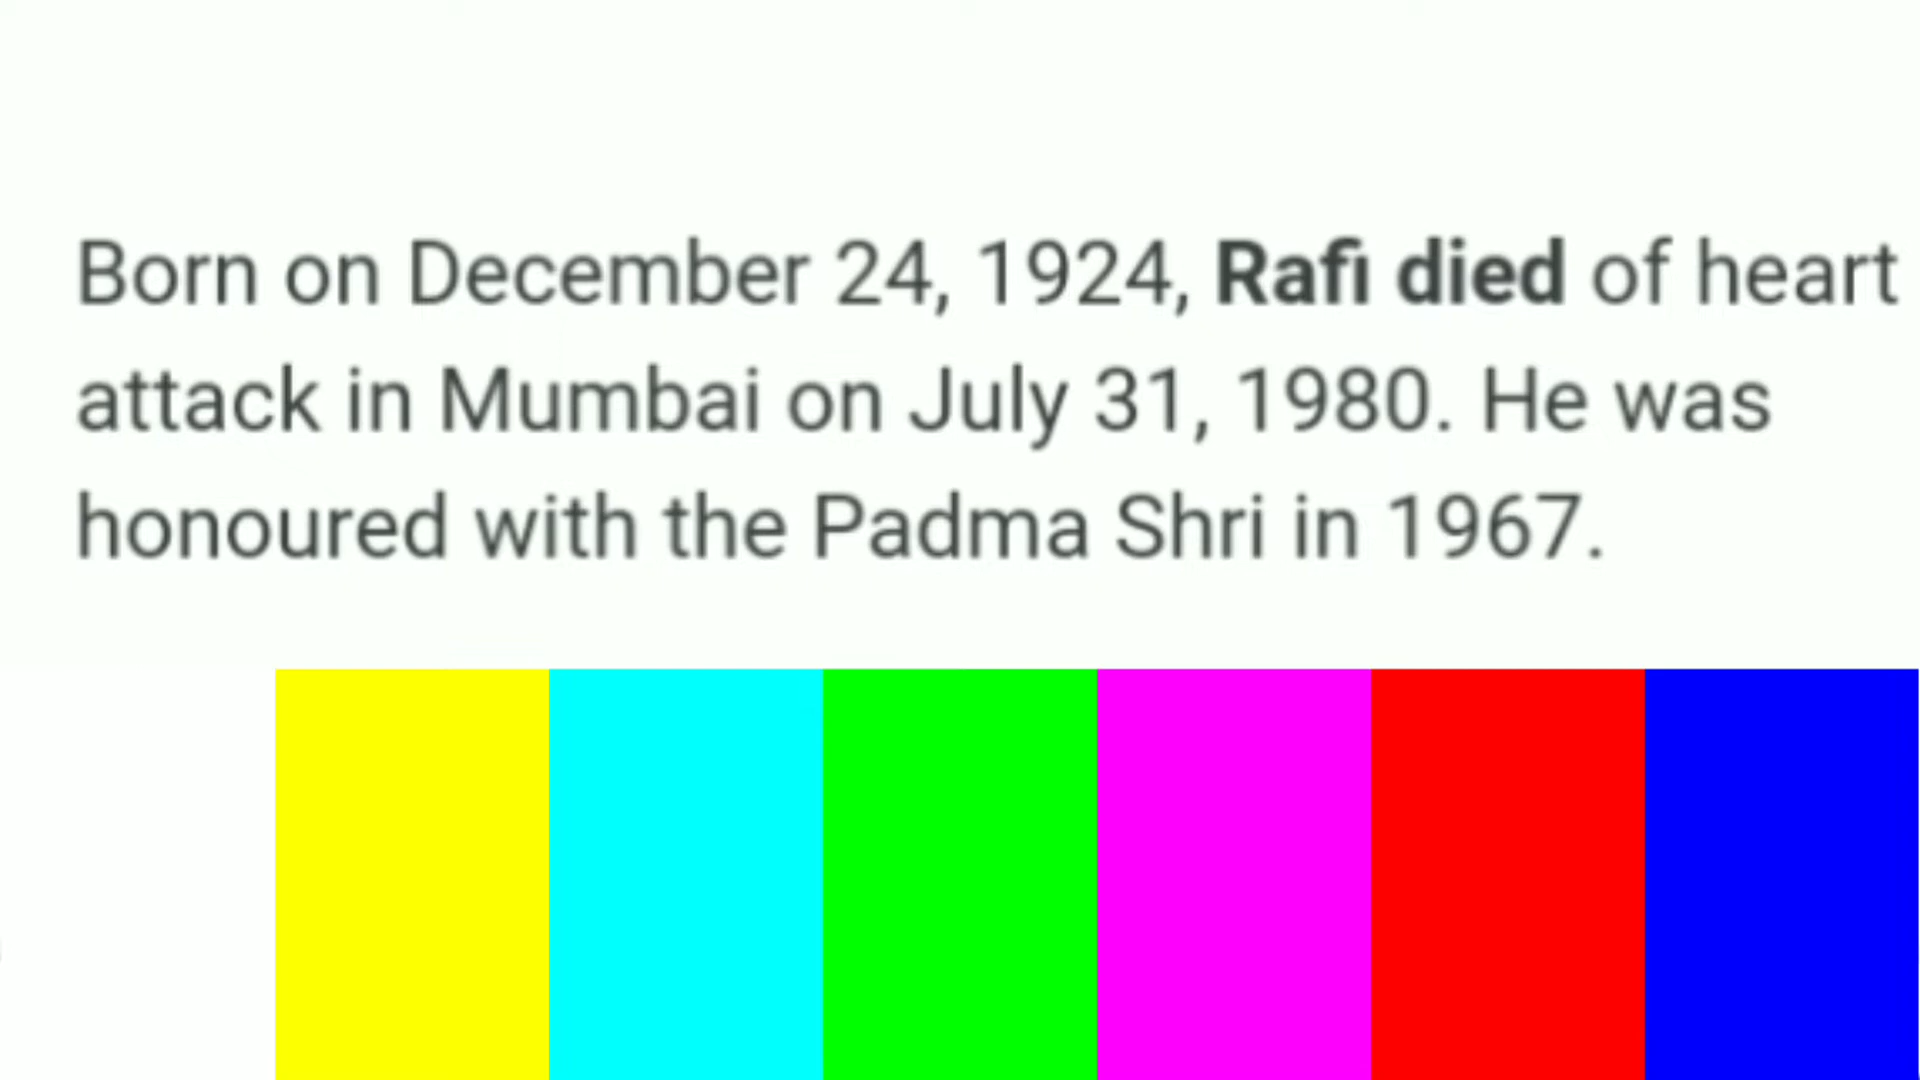 Born on December 24, 1924, Rafi died of heart
attack in Mumbai on July 31, 1980. He was
honoured with the Padma Shri in 1967.